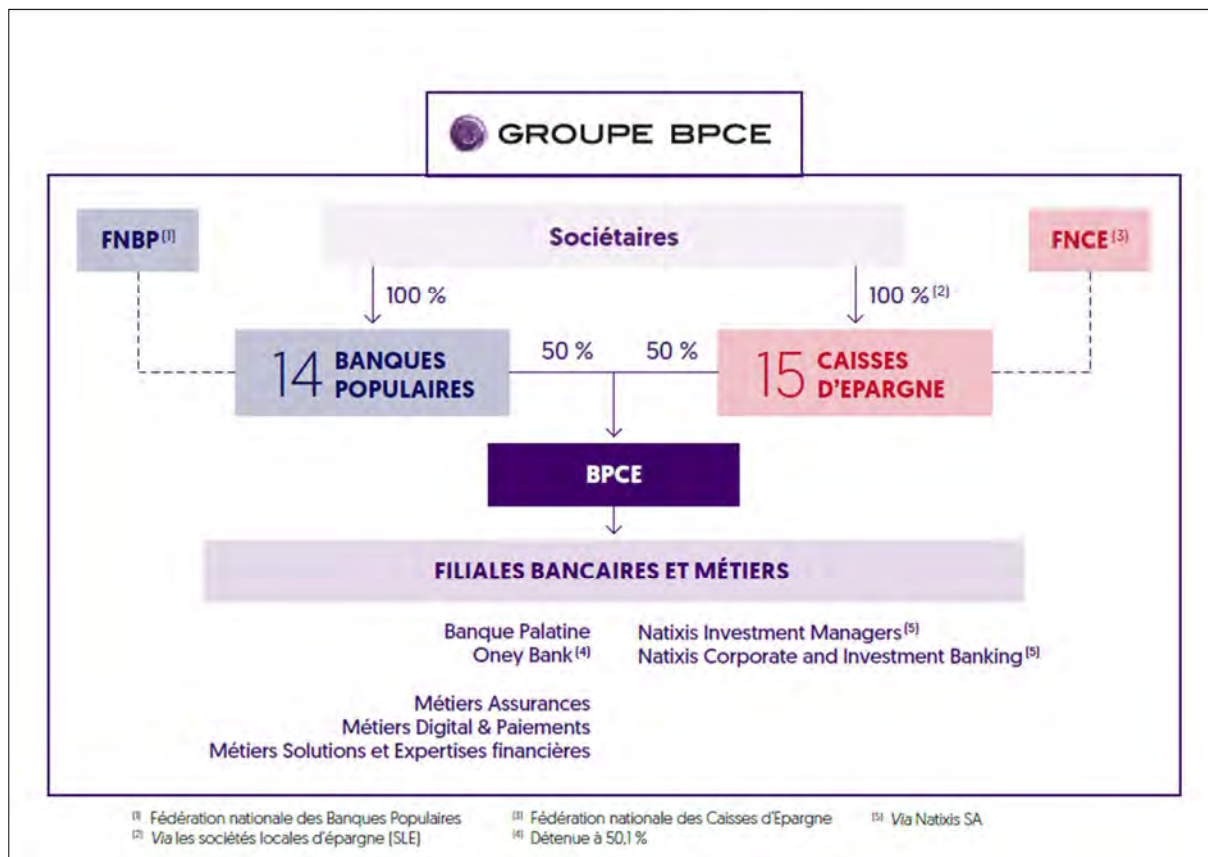 GROUPE BPCE
FNBP (1)
Sociétaires
FNCE (3)
100 %
100 % (2)
14 BANQUES
POPULAIRES
50 %
50 %
15 CAISSES
D'EPARGNE
BPCE
FILIALES BANCAIRES ET MÉTIERS
Banque Palatine
Oney Bank (4)
Natixis Investment Managers (5)
Natixis Corporate and Investment Banking (5)
Métiers Assurances
Métiers Digital & Paiements
Métiers Solutions et Expertises financières
(1) Fédération nationale des Banques Populaires
(2) Via les sociétés locales d'épargne (SLE)
(3) Fédération nationale des Caisses d'Epargne
(4) Détenue à 50,1 %
(5) Via Natixis SA